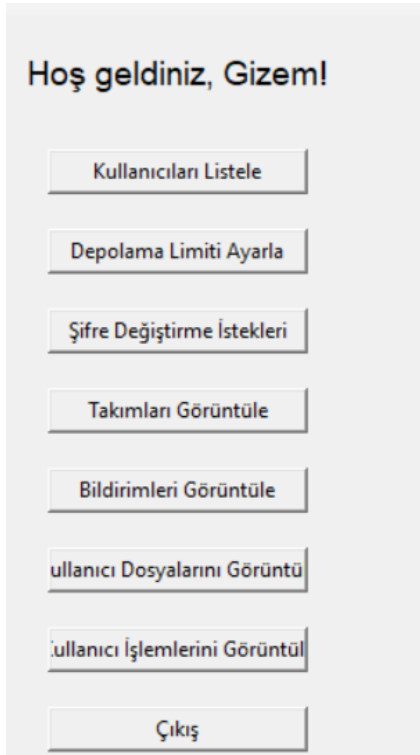 Hoş geldiniz, Gizem!
Kullanıcıları Listele
Depolama Limiti Ayarla
Şifre Değiştirme İstekleri
Takımları Görüntüle
Bildirimleri Görüntüle
ullanıcı Dosyalarını Görüntü
ullanıcı İşlemlerini Görüntül
Çıkış